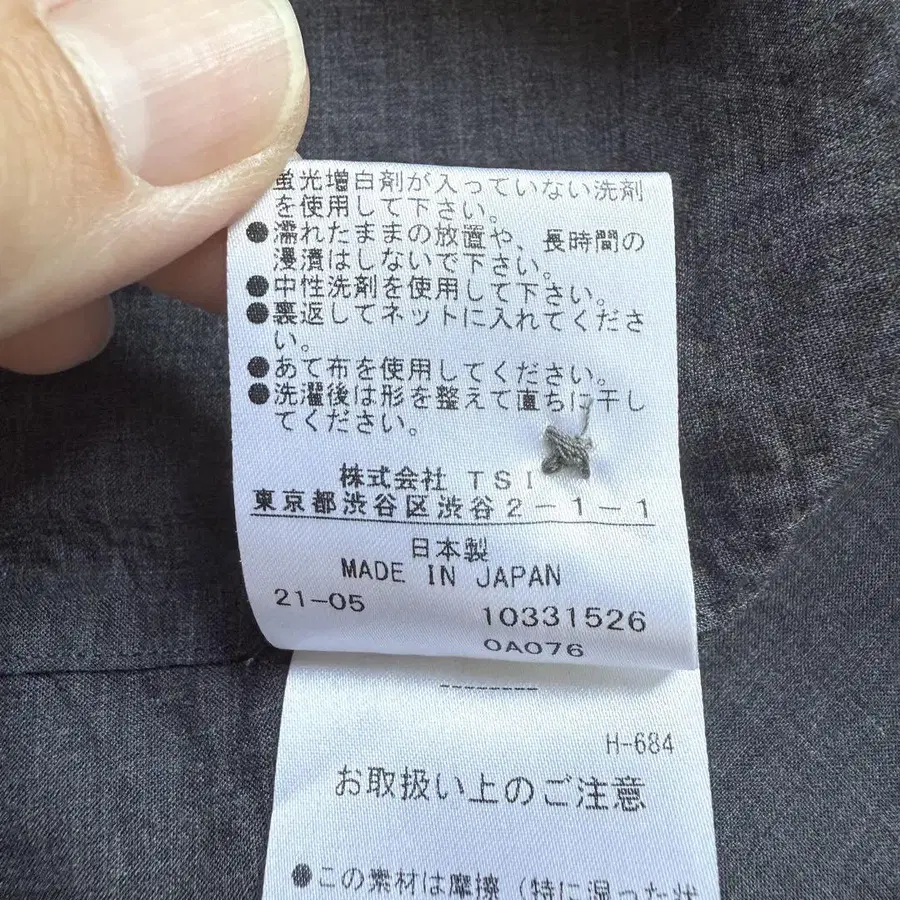 蛍光増白剤が入っていない洗剤
を使用して下さい。
●濡れたままの放置や、長時間の
浸漬はしないで下さい。
●中性洗剤を使用して下さい。
●裏返してネットに入れてくださ
い。
●あて布を使用してください。
●洗濯後は形を整えて直ちに干し
てください。
株式会社 TSI
東京都渋谷区渋谷2-1-1
日本製
MADE IN JAPAN
21-05 10331526
0A076
--------
H-684
お取扱い上のご注意
●この素材は摩擦(特に湿った状